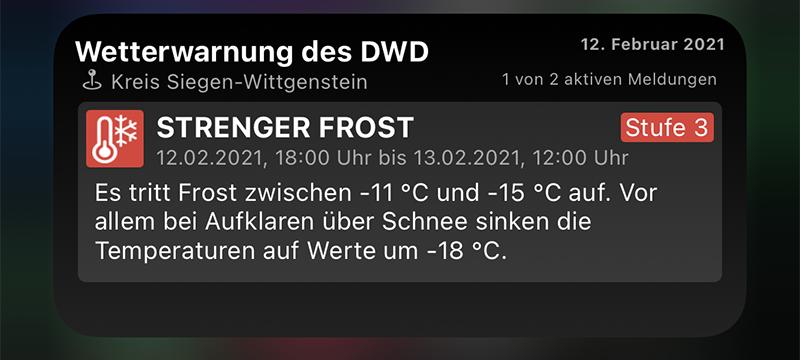 Wetterwarnung des DWD
12. Februar 2021
Kreis Siegen-Wittgenstein
1 von 2 aktiven Meldungen
STRENGER FROST
Stufe 3
12.02.2021, 18:00 Uhr bis 13.02.2021, 12:00 Uhr
Es tritt Frost zwischen -11 °C und -15 °C auf. Vor
allem bei Aufklaren über Schnee sinken die
Temperaturen auf Werte um -18 °C.